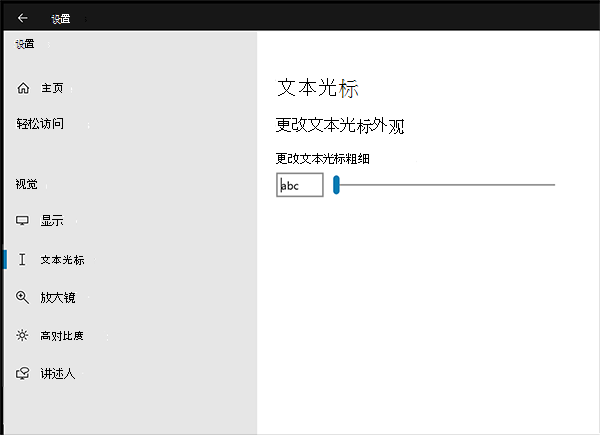 设置
设置
主页
轻松访问
视觉
显示
文本光标
放大镜
高对比度
讲述人
文本光标
更改文本光标外观
更改文本光标粗细
abc